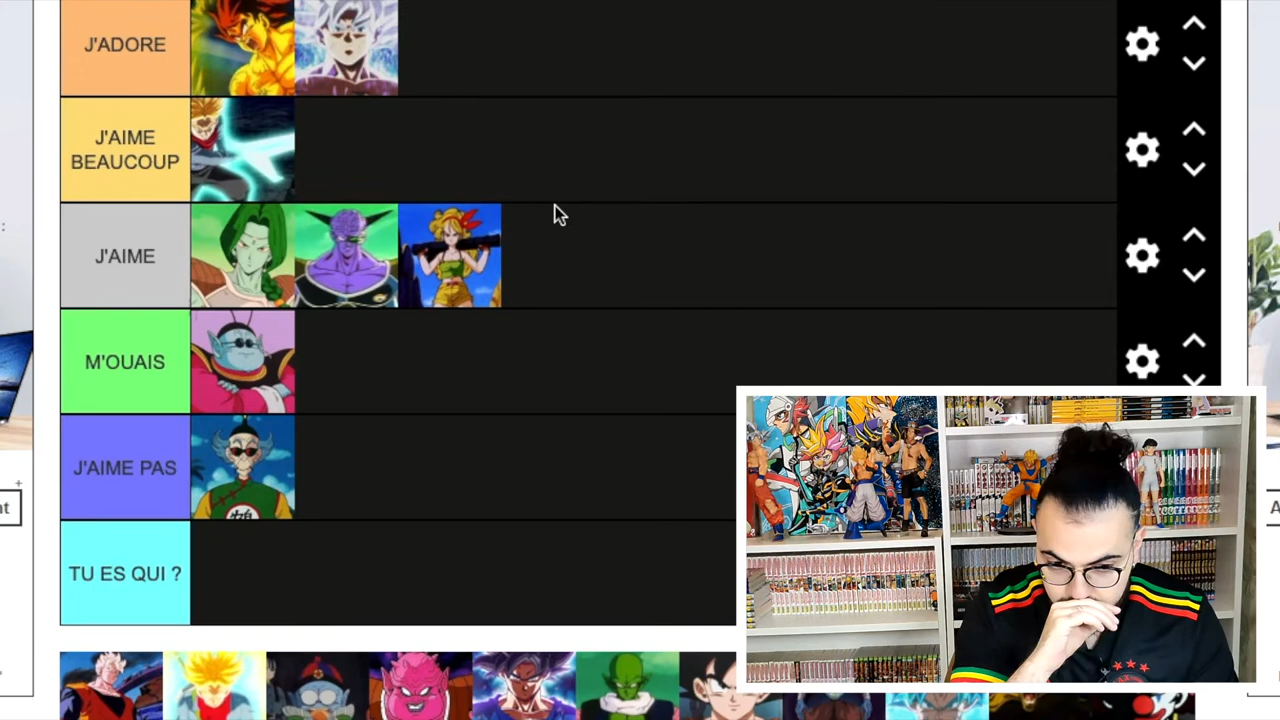 J'ADORE
J'AIME
BEAUCOUP
J'AIME
M'OUAIS
J'AIME PAS
TU ES QUI ?